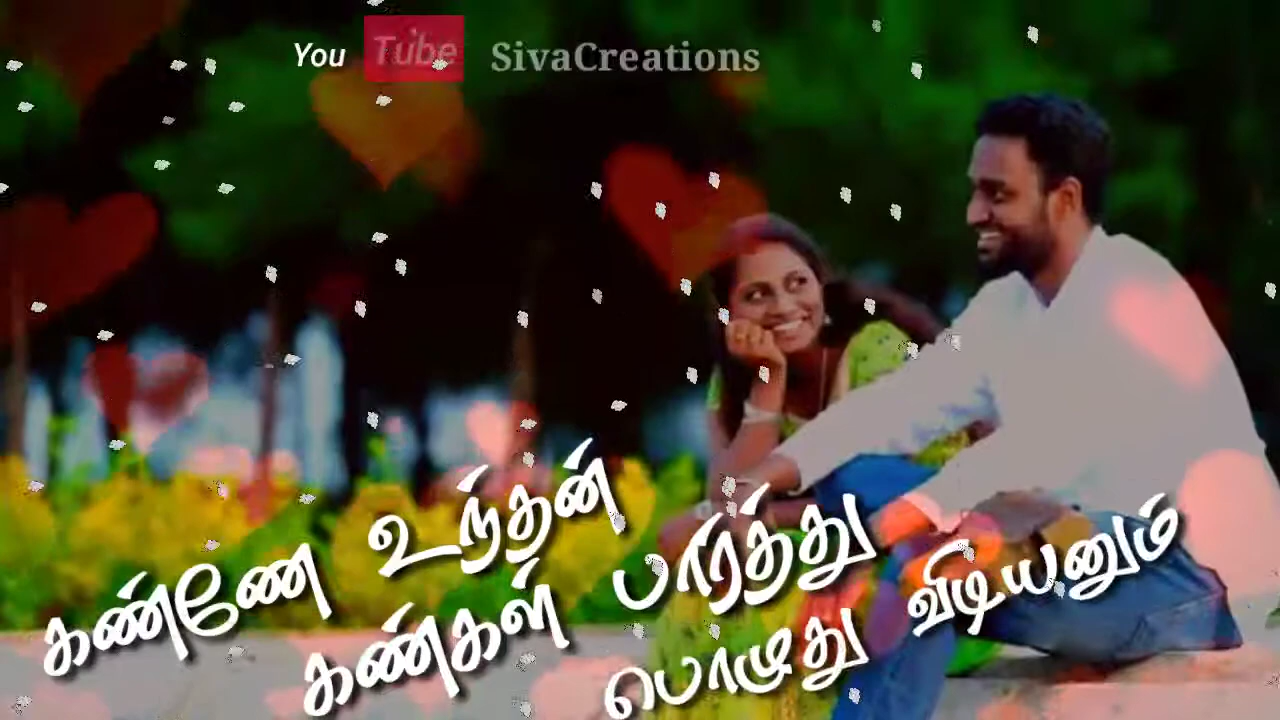 You Tube SivaCreations
கண்ணே உந்தன்
கண்கள் பார்த்து
பொழுது விடியனும்